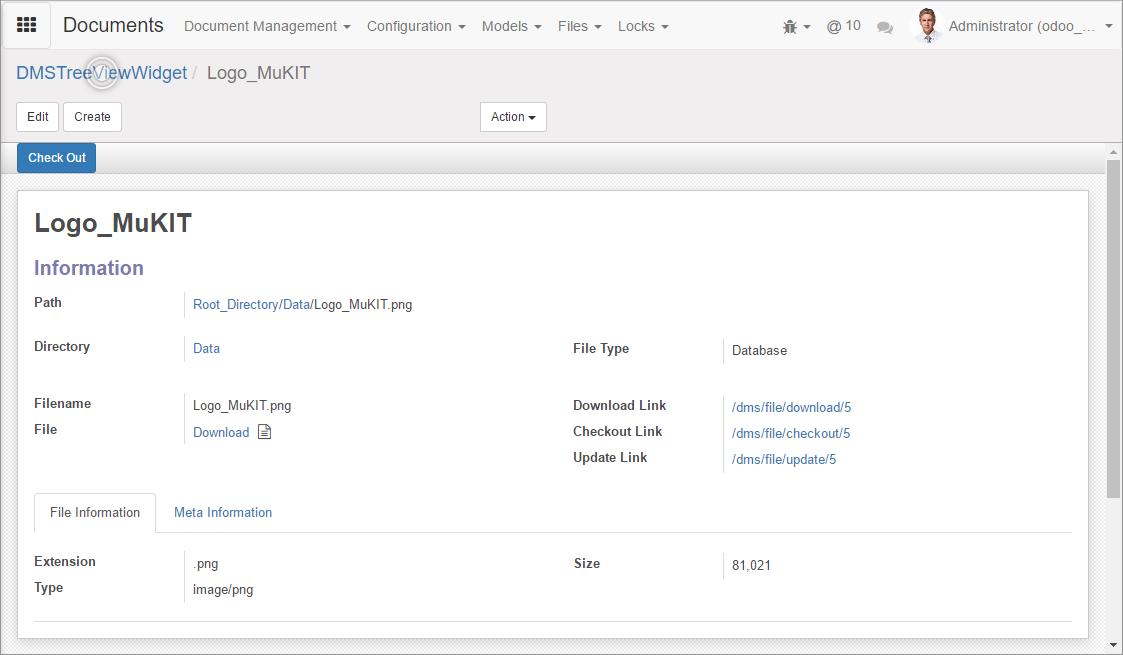 Documents Document Management Configuration Models Files Locks @ 10 Administrator (odoo_...
DMSTreeViewWidget / Logo_MuKIT
Edit Create Action
Check Out
Logo_MuKIT
Information
Path Root_Directory/Data/Logo_MuKIT.png
Directory Data File Type Database
Filename Logo_MuKIT.png Download Link /dms/file/download/5
File Download Checkout Link /dms/file/checkout/5
Update Link /dms/file/update/5
File Information Meta Information
Extension .png Size 81,021
Type image/png